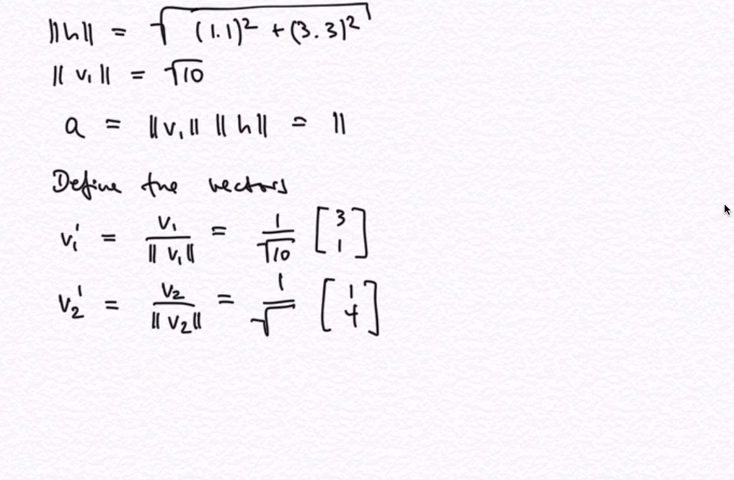 ||h|| = √((1.1)² + (3.3)²)
||v₁|| = √10
a = ||v₁|| ||h|| = 11
Define the vectors
v₁' = v₁ / ||v₁|| = 1/√10 [3 1]
v₂' = v₂ / ||v₂|| = 1/√ [1 4]